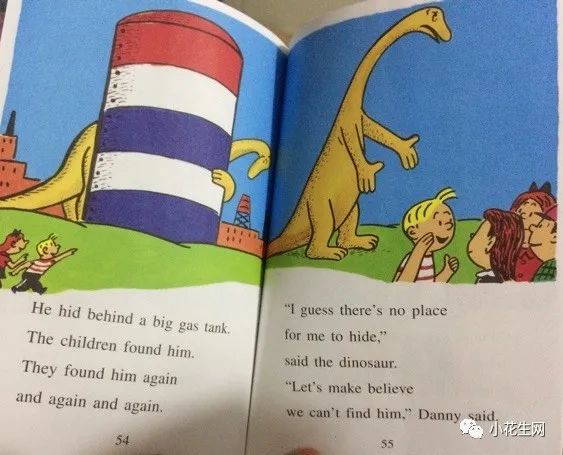 He hid behind a big gas tank.
The children found him.
They found him again
and again and again.
54
“I guess there’s no place
for me to hide,”
said the dinosaur.
“Let’s make believe
we can’t find him,” Danny said.
55
小花生网